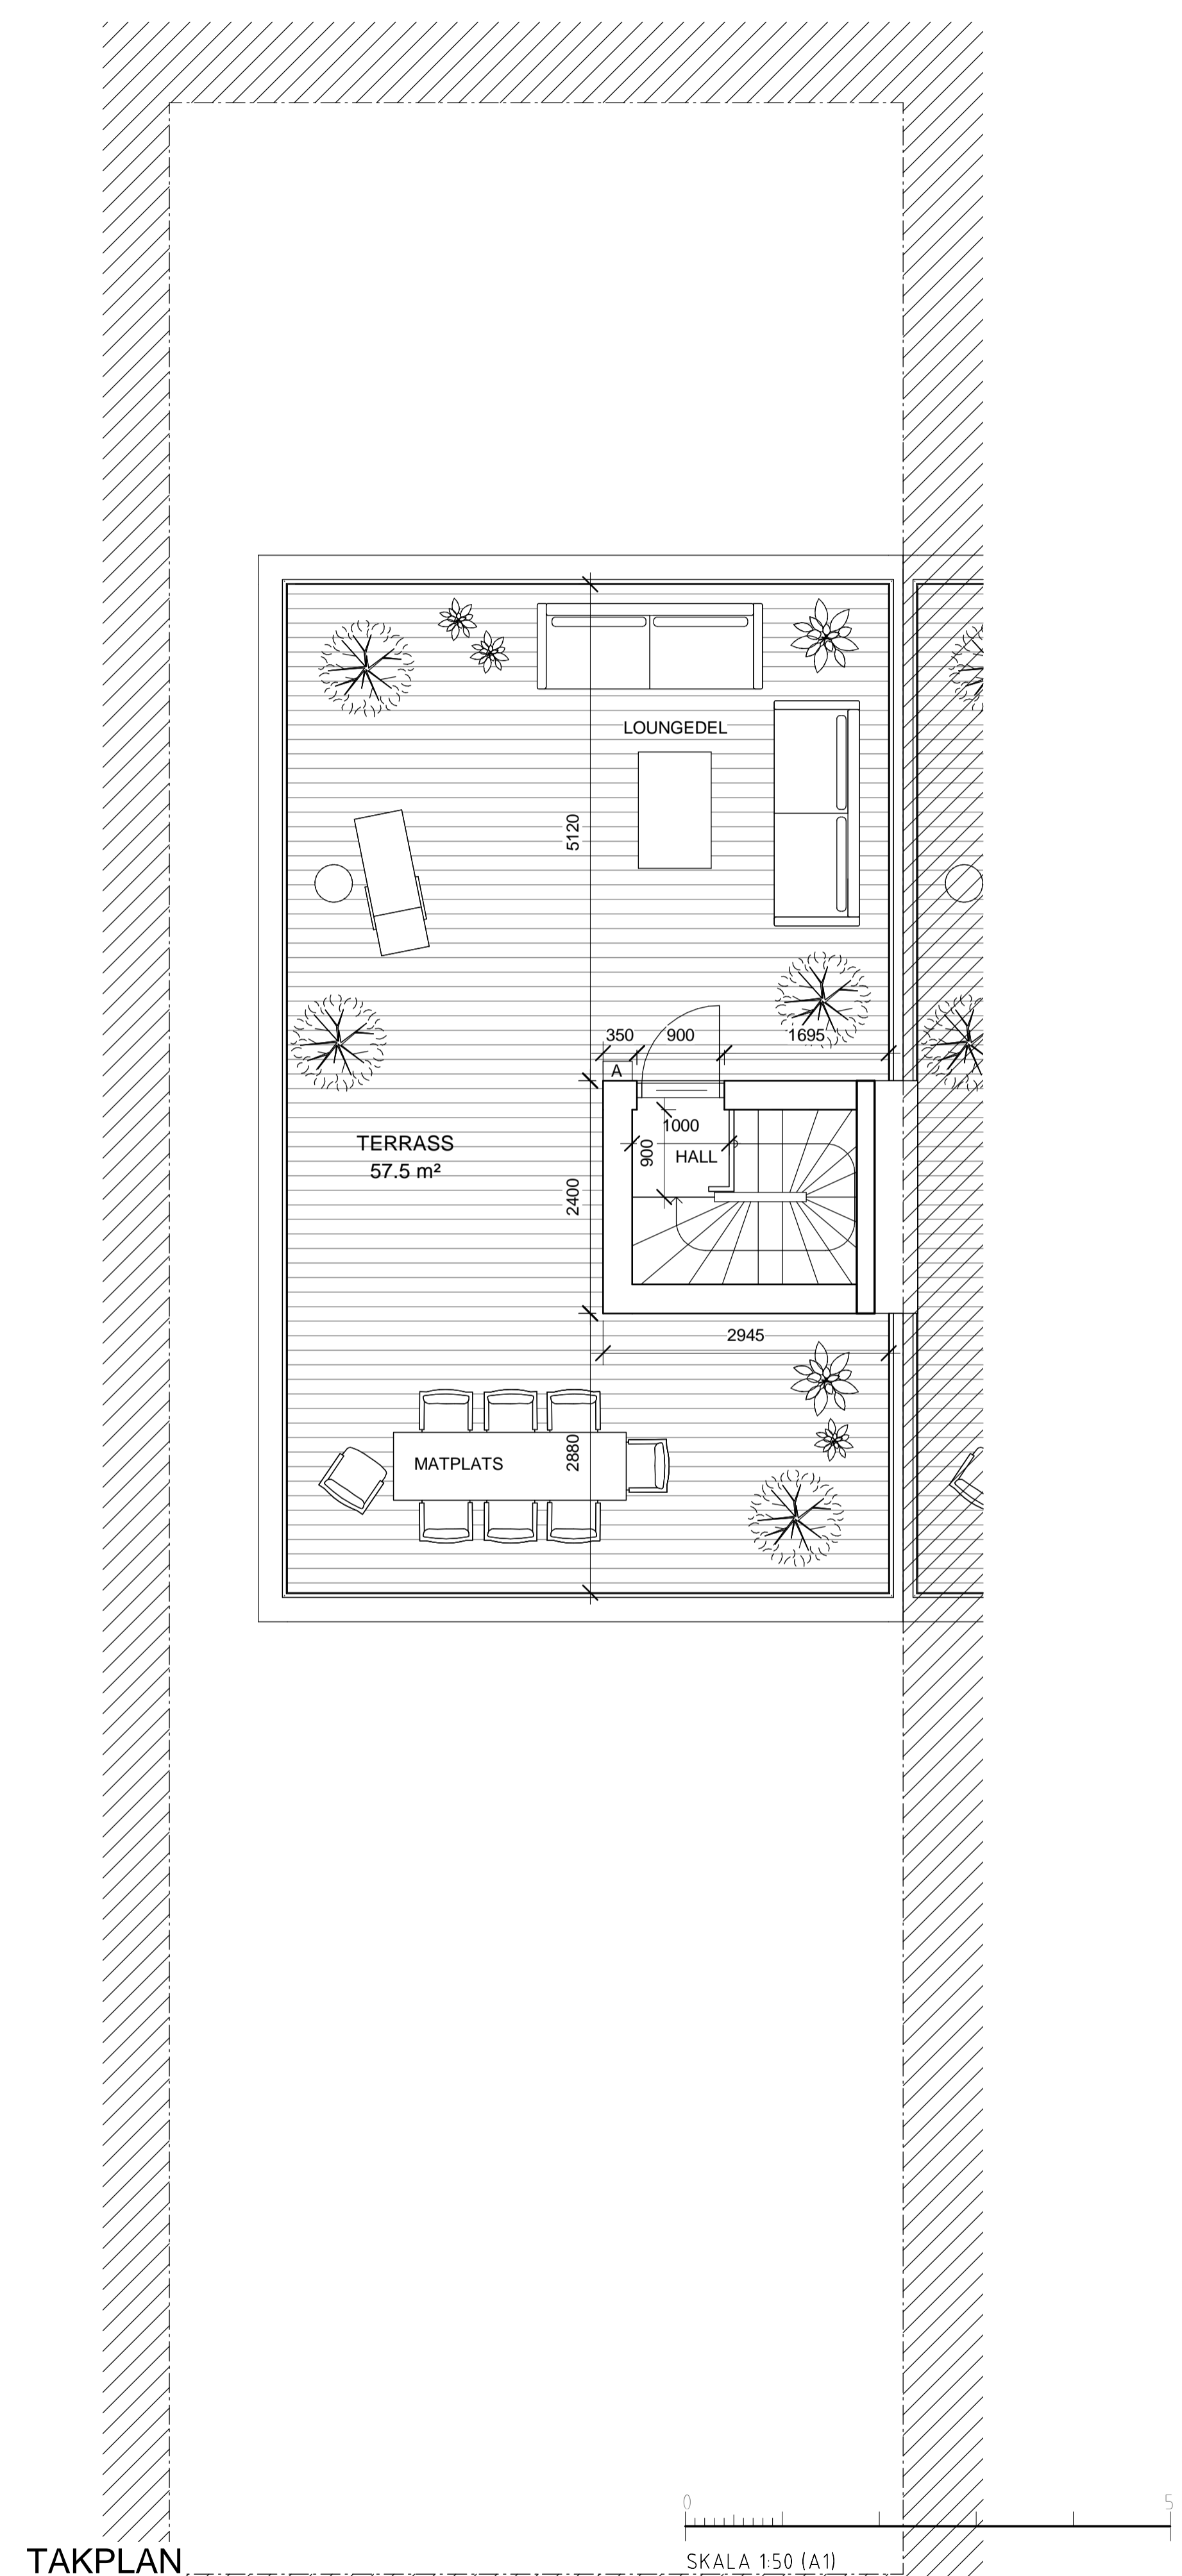 LOUNGEDEL
5120
350 900 1695
A
1000
900
HALL
TERRASS
57.5 m²
2400
2945
MATPLATS
2880
0 5
SKALA 1:50 (A1)
TAKPLAN